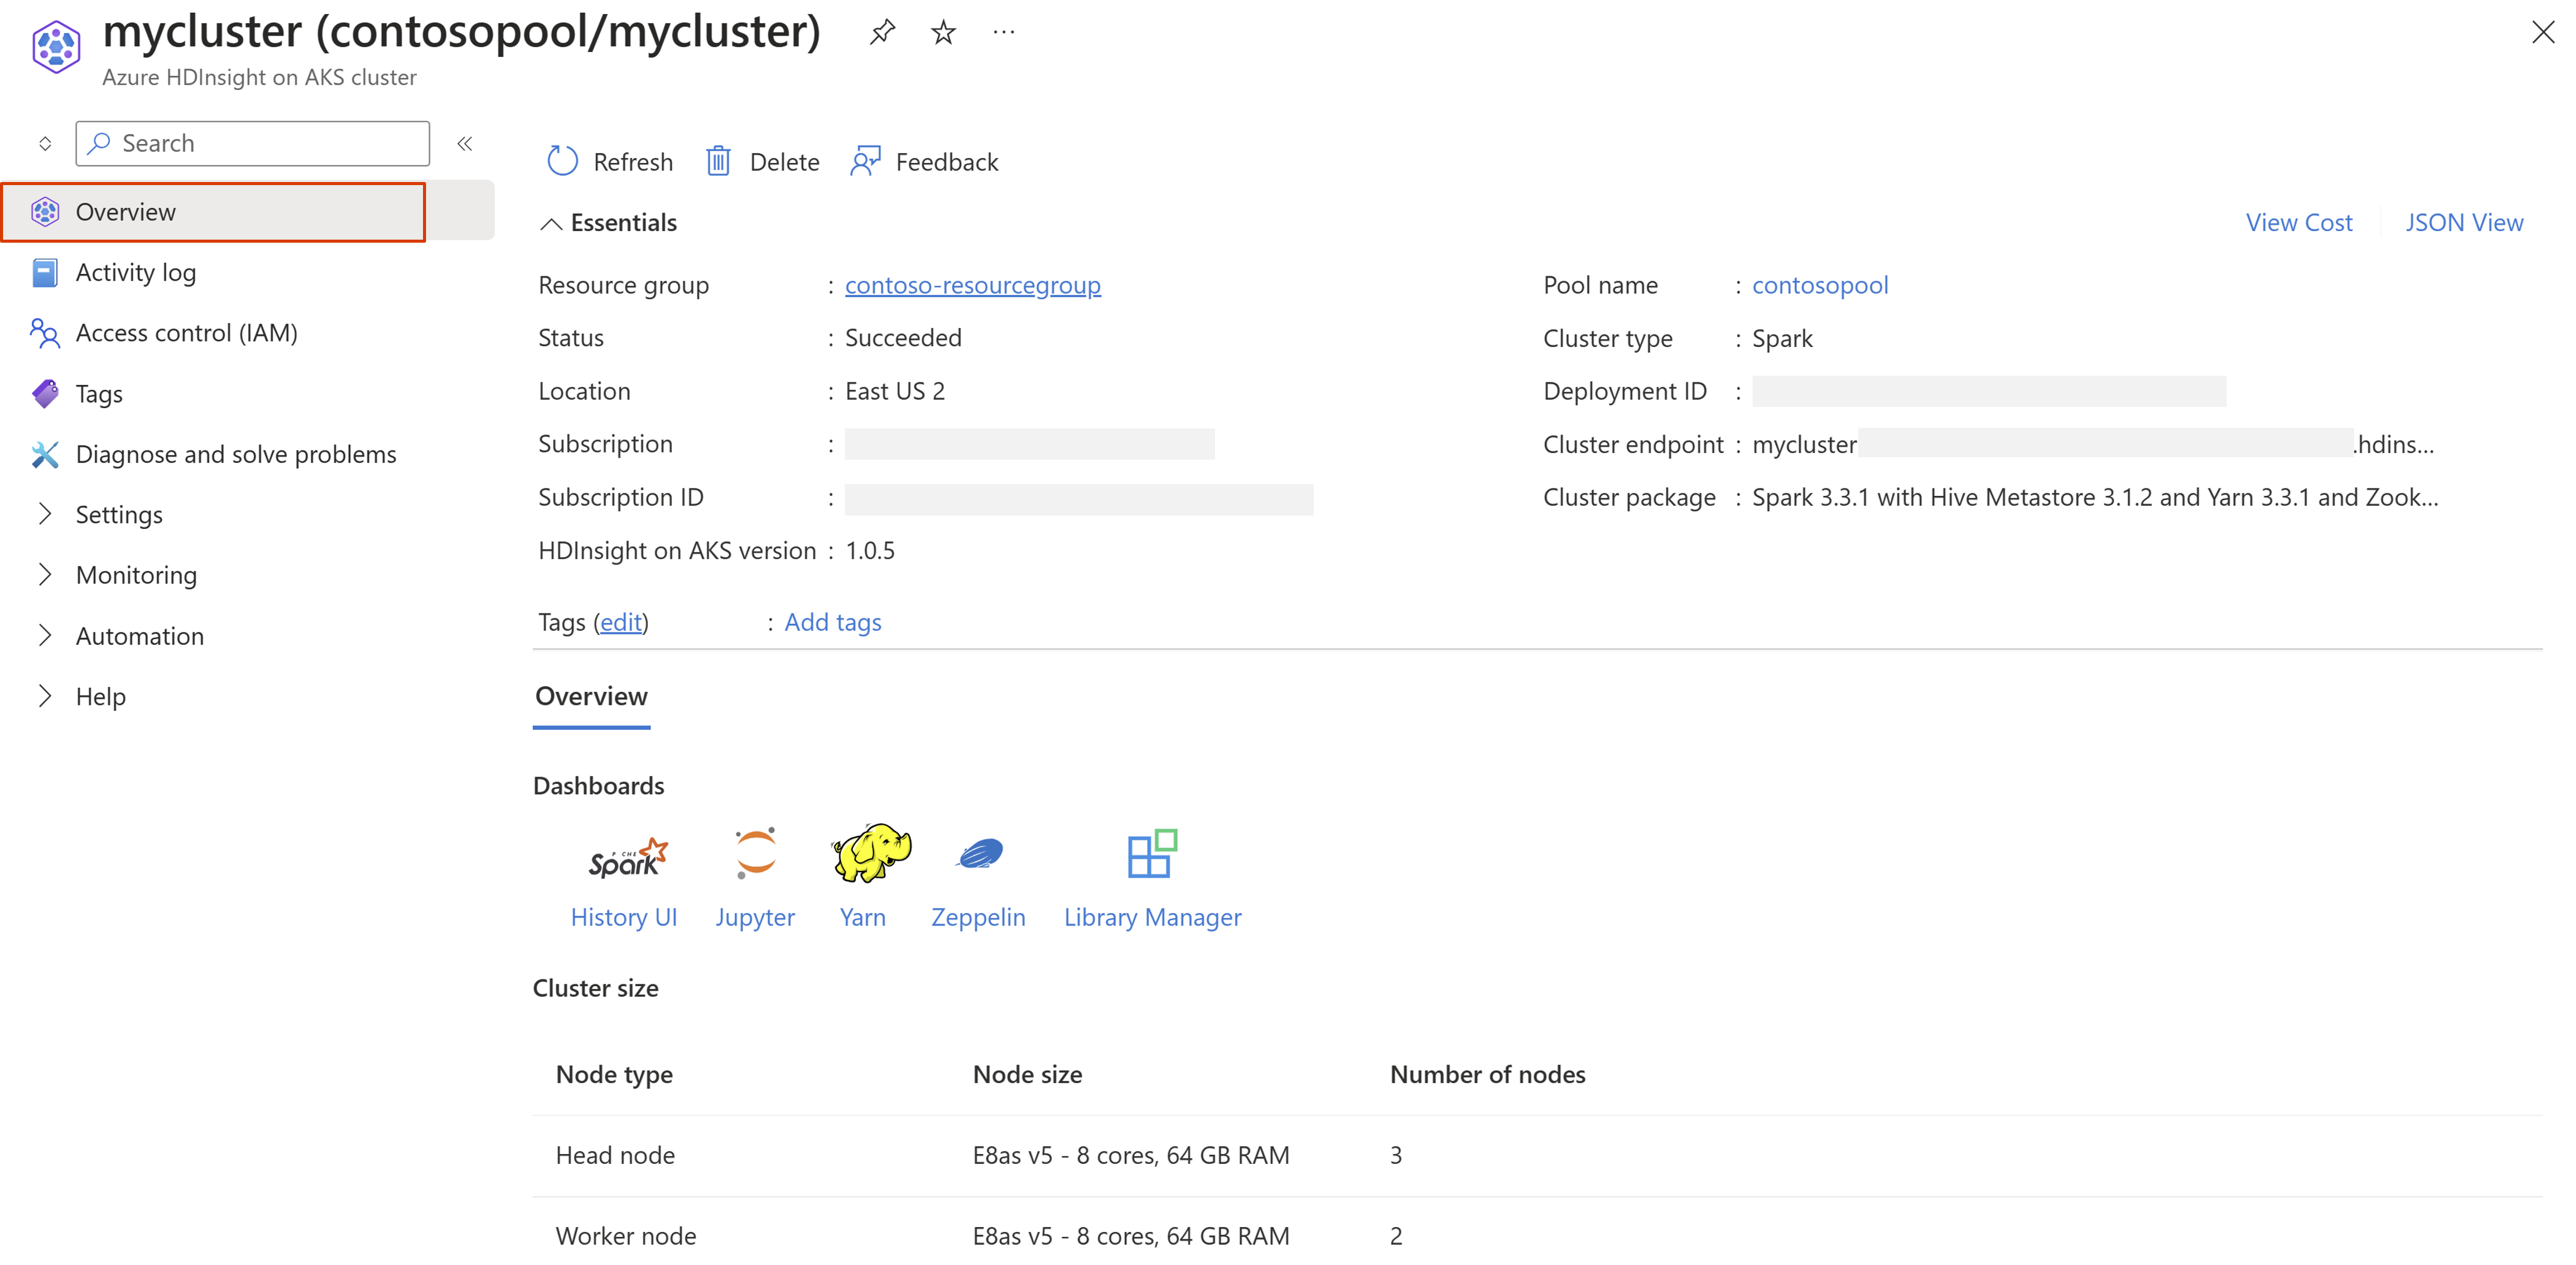 mycluster (contosopool/mycluster)
Azure HDInsight on AKS cluster
Search
Overview
Activity log
Access control (IAM)
Tags
Diagnose and solve problems
Settings
Monitoring
Automation
Help
Refresh Delete Feedback
Essentials
View Cost JSON View
Resource group : contoso-resourcegroup
Status : Succeeded
Location : East US 2
Subscription :
Subscription ID :
HDInsight on AKS version : 1.0.5
Pool name : contosopool
Cluster type : Spark
Deployment ID :
Cluster endpoint : mycluster .hdins...
Cluster package : Spark 3.3.1 with Hive Metastore 3.1.2 and Yarn 3.3.1 and Zook...
Tags (edit) : Add tags
Overview
Dashboards
Spark
History UI Jupyter Yarn Zeppelin Library Manager
Cluster size
Node type Node size Number of nodes
Head node E8as v5 - 8 cores, 64 GB RAM 3
Worker node E8as v5 - 8 cores, 64 GB RAM 2